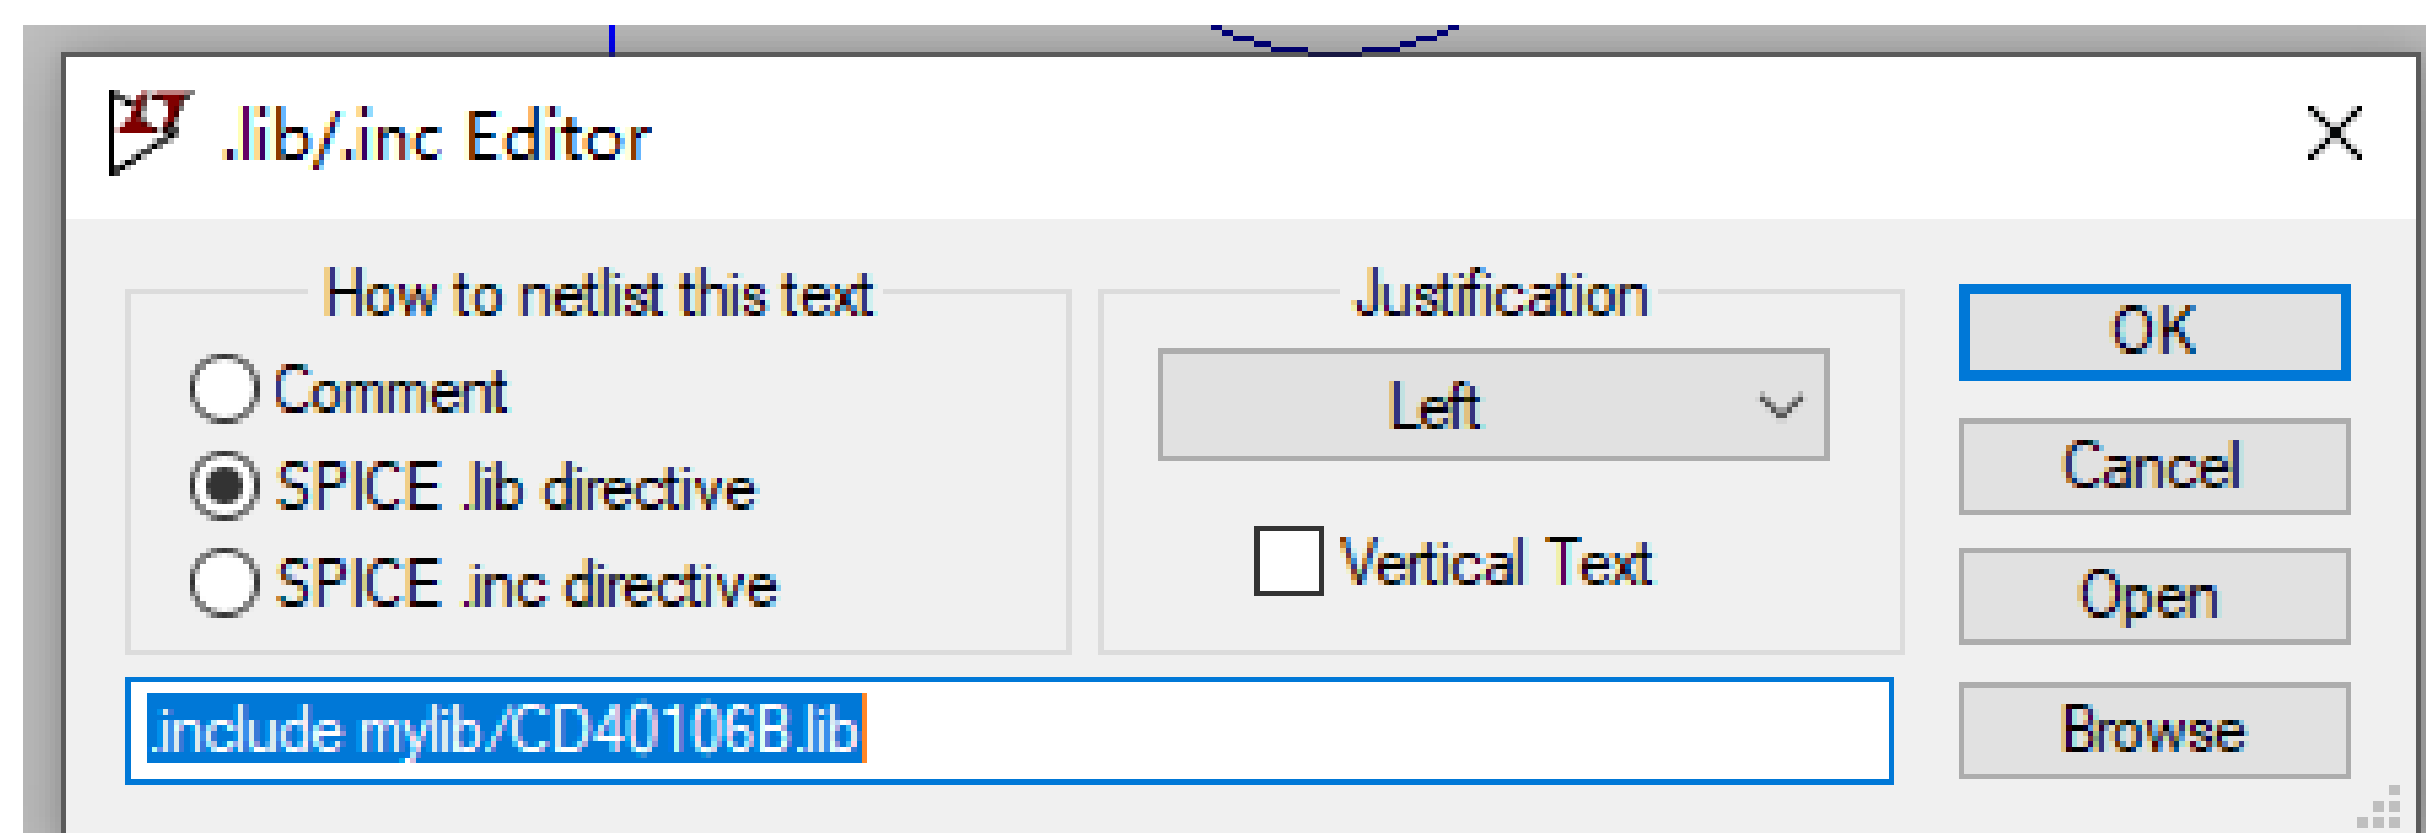 .lib/.inc Editor
How to netlist this text
Comment
SPICE .lib directive
SPICE .inc directive
Justification
Left
Vertical Text
OK
Cancel
Open
Browse
.include mylib/CD40106B.lib